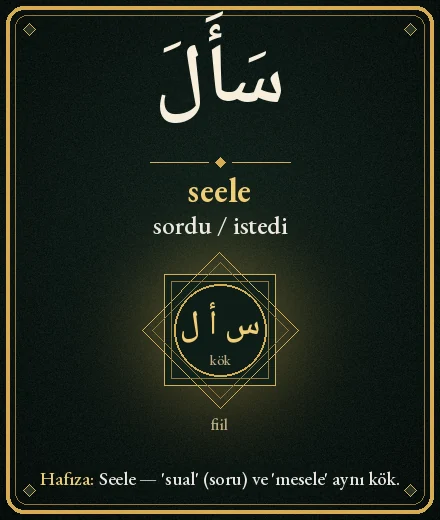 سَأَلَ
seele
sordu / istedi
س أ ل
kök
fiil
Hafıza: Seele — 'sual' (soru) ve 'mesele' aynı kök.